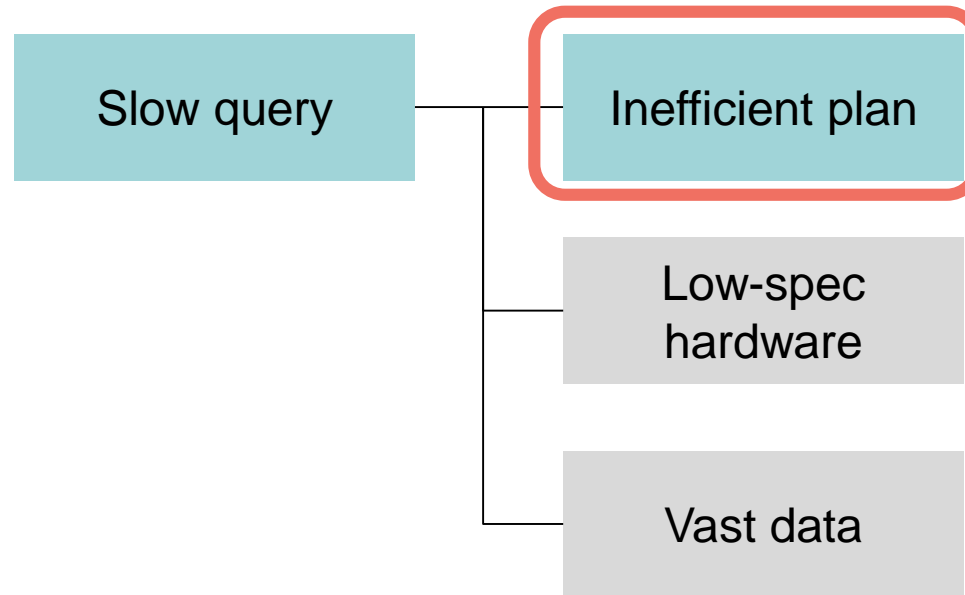 Slow query
Inefficient plan
Low-spec
hardware
Vast data